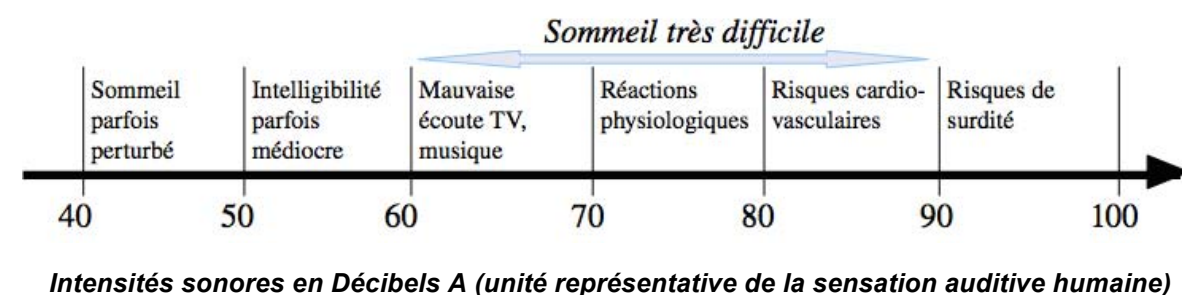 Sommeil très difficile
Sommeil
parfois
perturbé
Intelligibilité
parfois
médiocre
Mauvaise
écoute TV,
musique
Réactions
physiologiques
Risques cardio-
vasculaires
Risques de
surdité
40 50 60 70 80 90 100
Intensités sonores en Décibels A (unité représentative de la sensation auditive humaine)